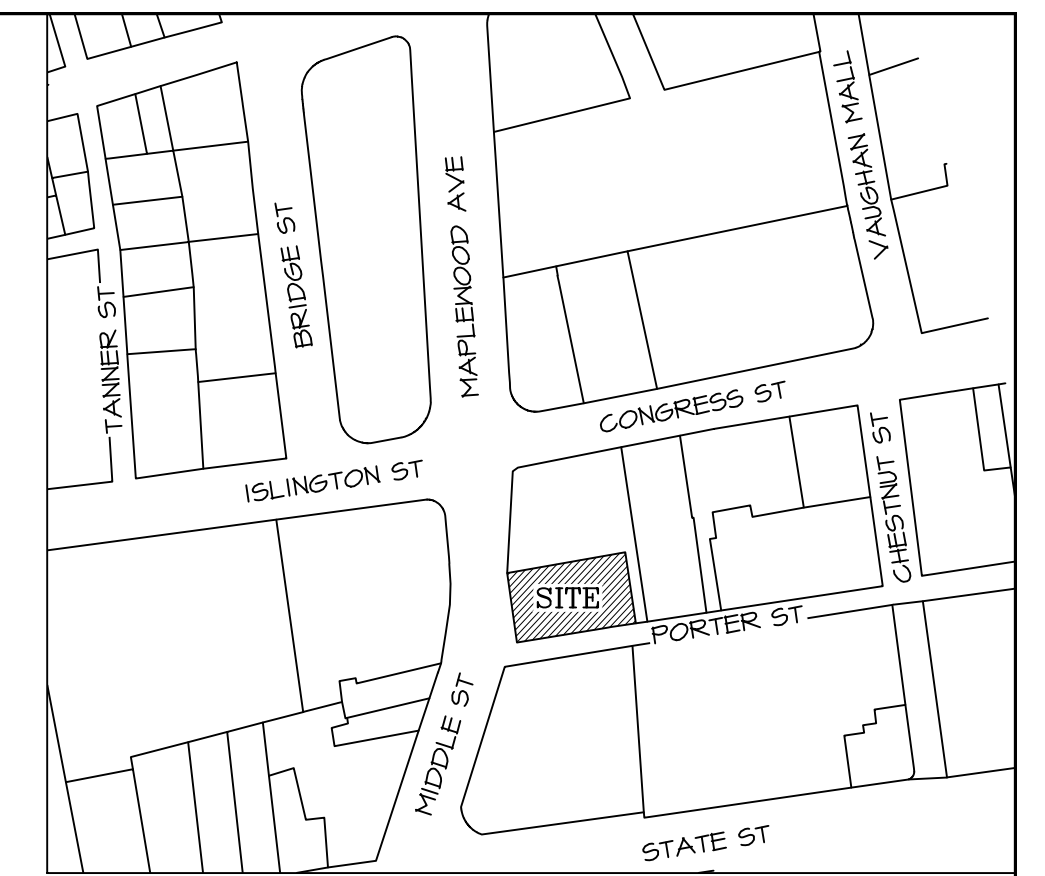 VAUGHAN MALL
MAPLEWOOD AVE
BRIDGE ST
TANNER ST
CONGRESS ST
ISLINGTON ST
CHESTNUT ST
SITE
PORTER ST
MIDDLE ST
STATE ST